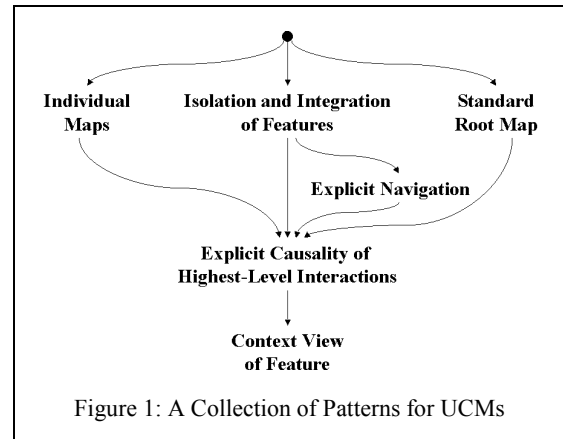 Individual
Maps
Isolation and Integration
of Features
Standard
Root Map
Explicit Navigation
Explicit Causality of
Highest-Level Interactions
Context View
of Feature
Figure 1: A Collection of Patterns for UCMs